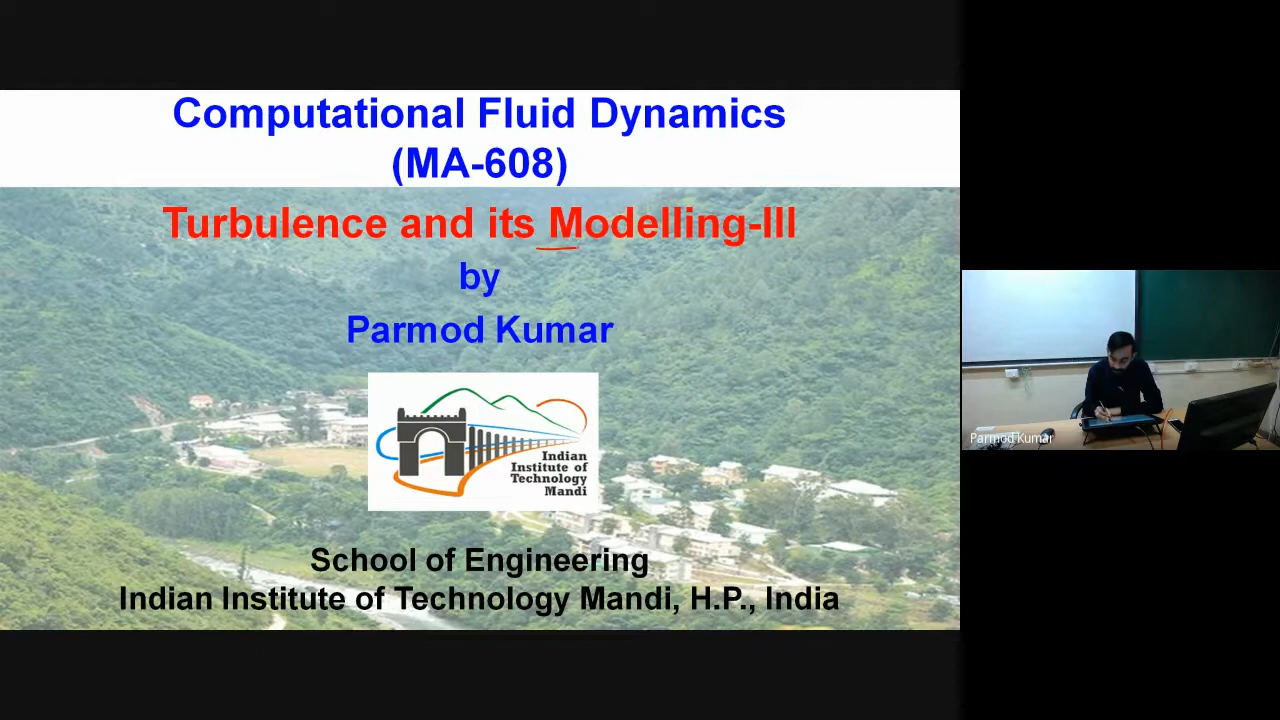 Computational Fluid Dynamics
(MA-608)
Turbulence and its Modelling-III
by
Parmod Kumar
Indian
Institute of
Technology
Mandi
School of Engineering
Indian Institute of Technology Mandi, H.P., India
Parmod Kumar